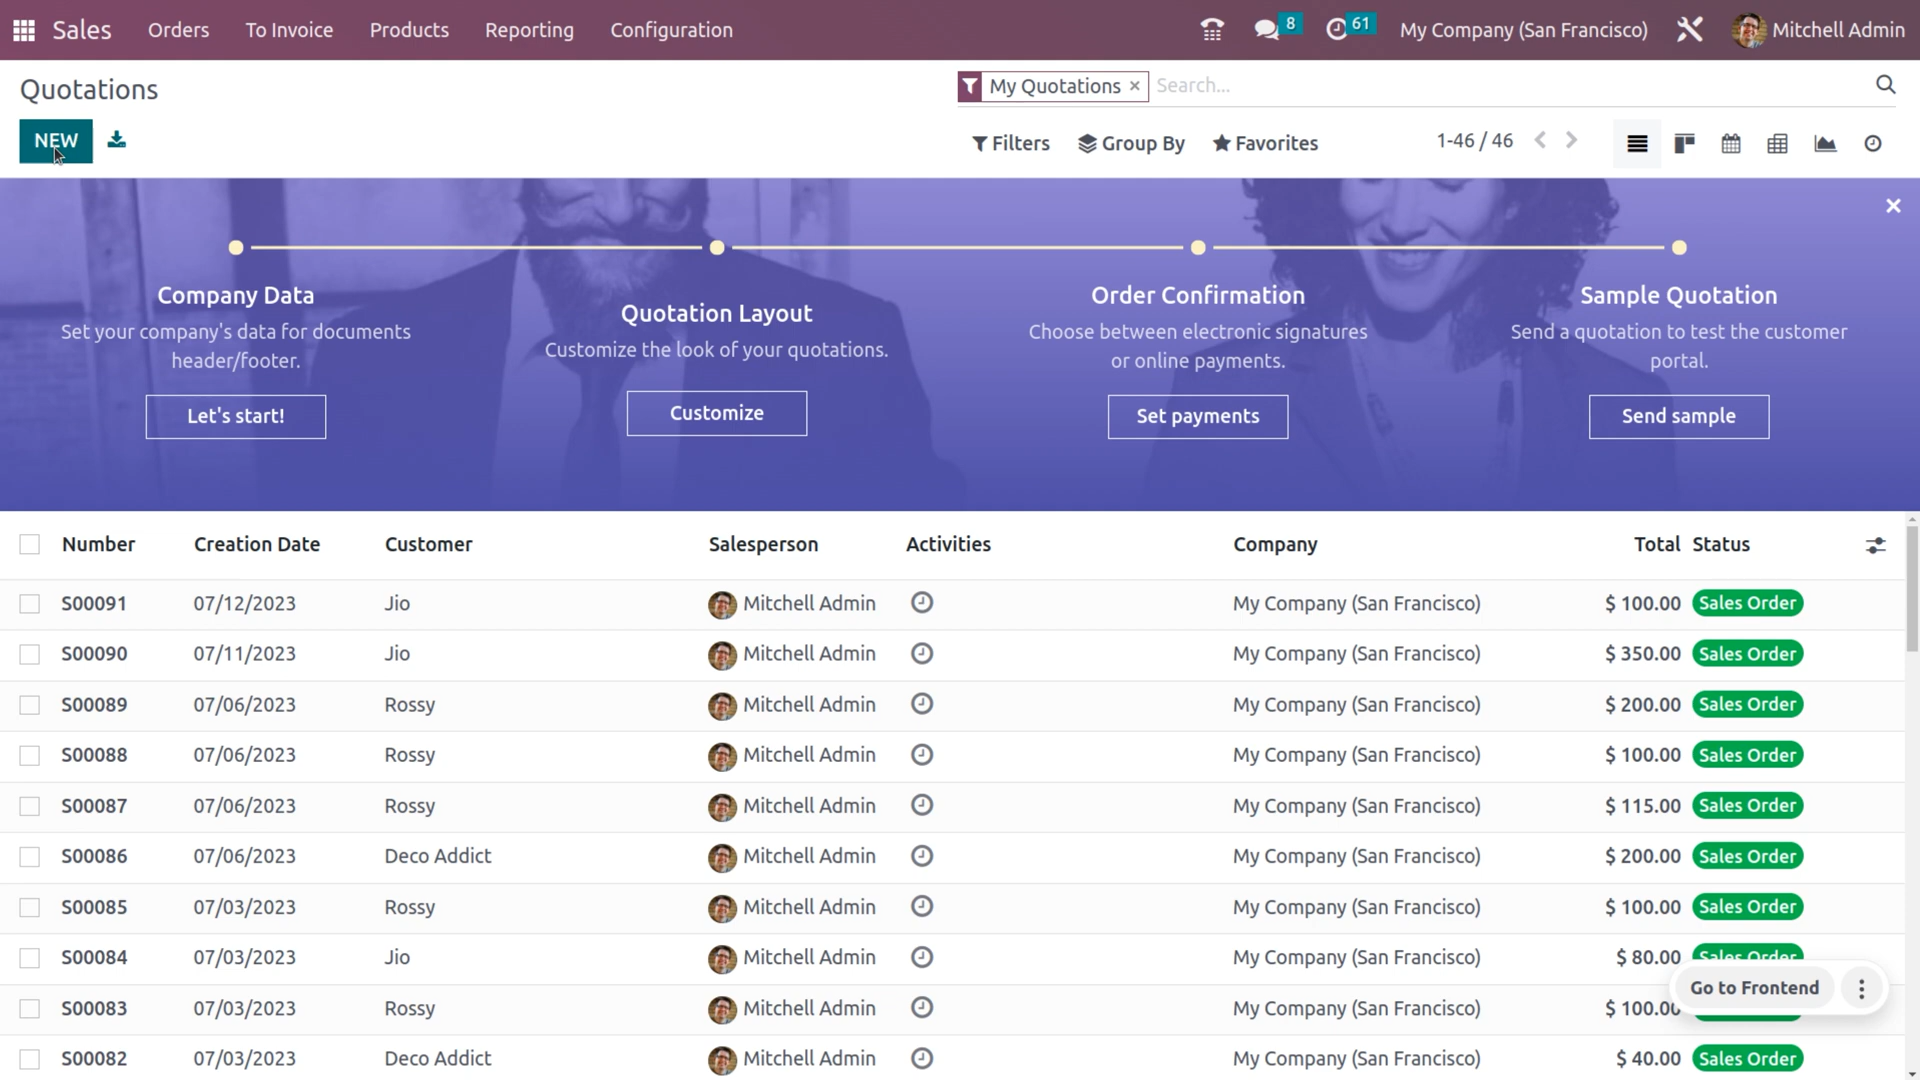 Sales Orders To Invoice Products Reporting Configuration 8 61 My Company (San Francisco) Mitchell Admin
Quotations
My Quotations × Search...
NEW
Filters Group By Favorites 1-46 / 46
Company Data
Set your company's data for documents
header/footer.
Let's start!
Quotation Layout
Customize the look of your quotations.
Customize
Order Confirmation
Choose between electronic signatures
or online payments.
Set payments
Sample Quotation
Send a quotation to test the customer
portal.
Send sample
Number Creation Date Customer Salesperson Activities Company Total Status
S00091 07/12/2023 Jio Mitchell Admin My Company (San Francisco) $ 100.00 Sales Order
S00090 07/11/2023 Jio Mitchell Admin My Company (San Francisco) $ 350.00 Sales Order
S00089 07/06/2023 Rossy Mitchell Admin My Company (San Francisco) $ 200.00 Sales Order
S00088 07/06/2023 Rossy Mitchell Admin My Company (San Francisco) $ 100.00 Sales Order
S00087 07/06/2023 Rossy Mitchell Admin My Company (San Francisco) $ 115.00 Sales Order
S00086 07/06/2023 Deco Addict Mitchell Admin My Company (San Francisco) $ 200.00 Sales Order
S00085 07/03/2023 Rossy Mitchell Admin My Company (San Francisco) $ 100.00 Sales Order
S00084 07/03/2023 Jio Mitchell Admin My Company (San Francisco) $ 80.00 Sales Order
Go to Frontend
S00083 07/03/2023 Rossy Mitchell Admin My Company (San Francisco) $ 100.00
S00082 07/03/2023 Deco Addict Mitchell Admin My Company (San Francisco) $ 40.00 Sales Order